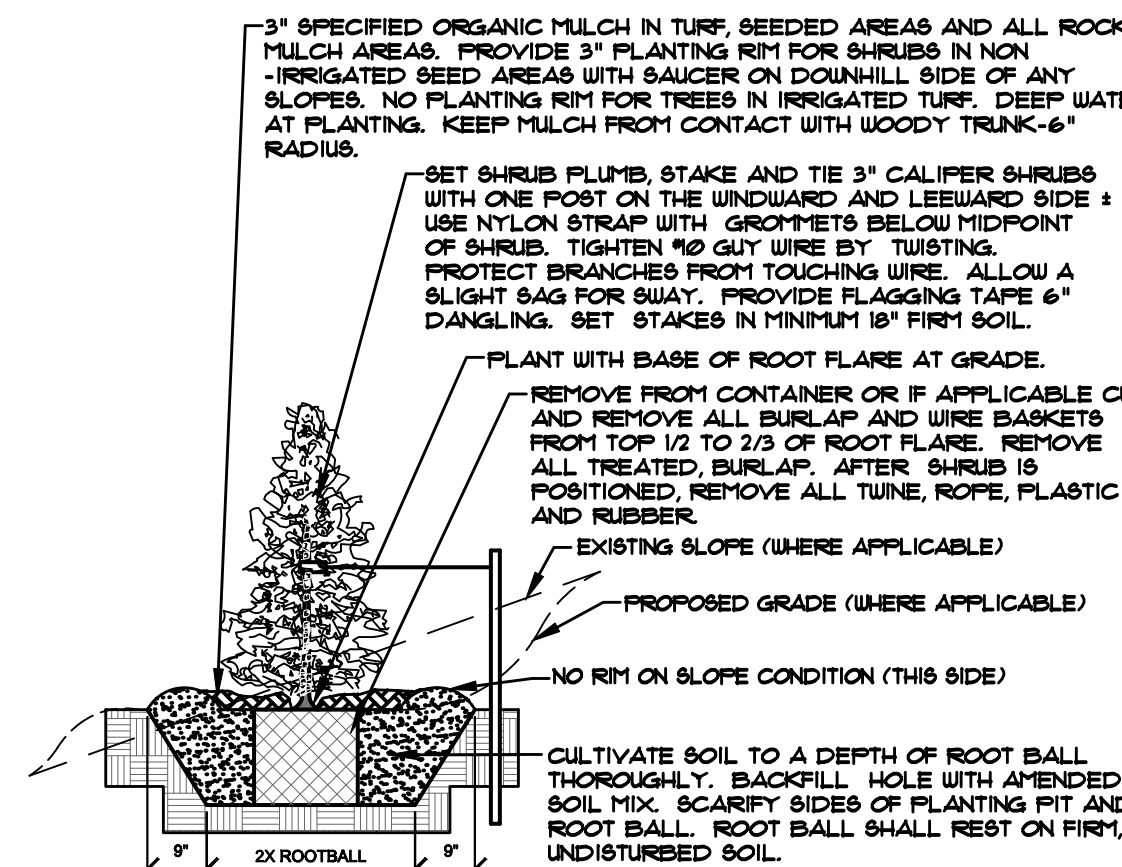 3" SPECIFIED ORGANIC MULCH IN TURF, SEEDED AREAS AND ALL ROCK
MULCH AREAS. PROVIDE 3" PLANTING RIM FOR SHRUBS IN NON
-IRRIGATED SEED AREAS WITH SAUCER ON DOWNHILL SIDE OF ANY
SLOPES. NO PLANTING RIM FOR TREES IN IRRIGATED TURF. DEEP
AT PLANTING. KEEP MULCH FROM CONTACT WITH WOODY TRUNK-6"
RADIUS.
SET SHRUB PLUMB, STAKE AND TIE 3" CALIPER SHRUBS
WITH ONE POST ON THE WINDWARD AND LEEWARD SIDE ±
USE NYLON STRAP WITH GROMMETS BELOW MIDPOINT
OF SHRUB. TIGHTEN #10 GUY WIRE BY TWISTING.
PROTECT BRANCHES FROM TOUCHING WIRE. ALLOW A
SLIGHT SAG FOR SWAY. PROVIDE FLAGGING TAPE 6"
DANGLING. SET STAKES IN MINIMUM 18" FIRM SOIL.
PLANT WITH BASE OF ROOT FLARE AT GRADE.
REMOVE FROM CONTAINER OR IF APPLICABLE
AND REMOVE ALL BURLAP AND WIRE BASKETS
FROM TOP 1/2 TO 2/3 OF ROOT FLARE. REMOVE
ALL TREATED, BURLAP. AFTER SHRUB IS
POSITIONED, REMOVE ALL TWINE, ROPE, PLASTIC
AND RUBBER.
EXISTING SLOPE (WHERE APPLICABLE)
PROPOSED GRADE (WHERE APPLICABLE)
NO RIM ON SLOPE CONDITION (THIS SIDE)
CULTIVATE SOIL TO A DEPTH OF ROOT BALL
THOROUGHLY. BACKFILL HOLE WITH AMENDED
SOIL MIX. SCARIFY SIDES OF PLANTING PIT AND
ROOT BALL. ROOT BALL SHALL REST ON FIRM,
UNDISTURBED SOIL.
9" 2X ROOTBALL 9"